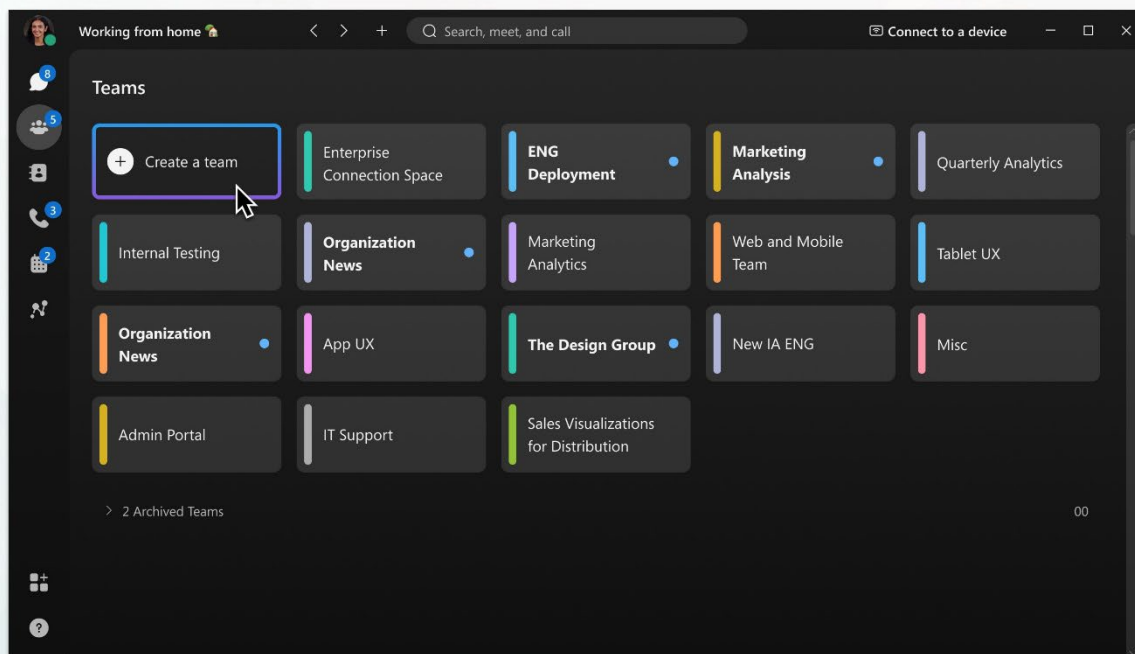 Working from home
Search, meet, and call
Connect to a device
8
5
3
2
Teams
Create a team
Enterprise
Connection Space
ENG
Deployment
Marketing
Analysis
Quarterly Analytics
Internal Testing
Organization
News
Marketing
Analytics
Web and Mobile
Team
Tablet UX
Organization
News
App UX
The Design Group
New IA ENG
Misc
Admin Portal
IT Support
Sales Visualizations
for Distribution
2 Archived Teams
00